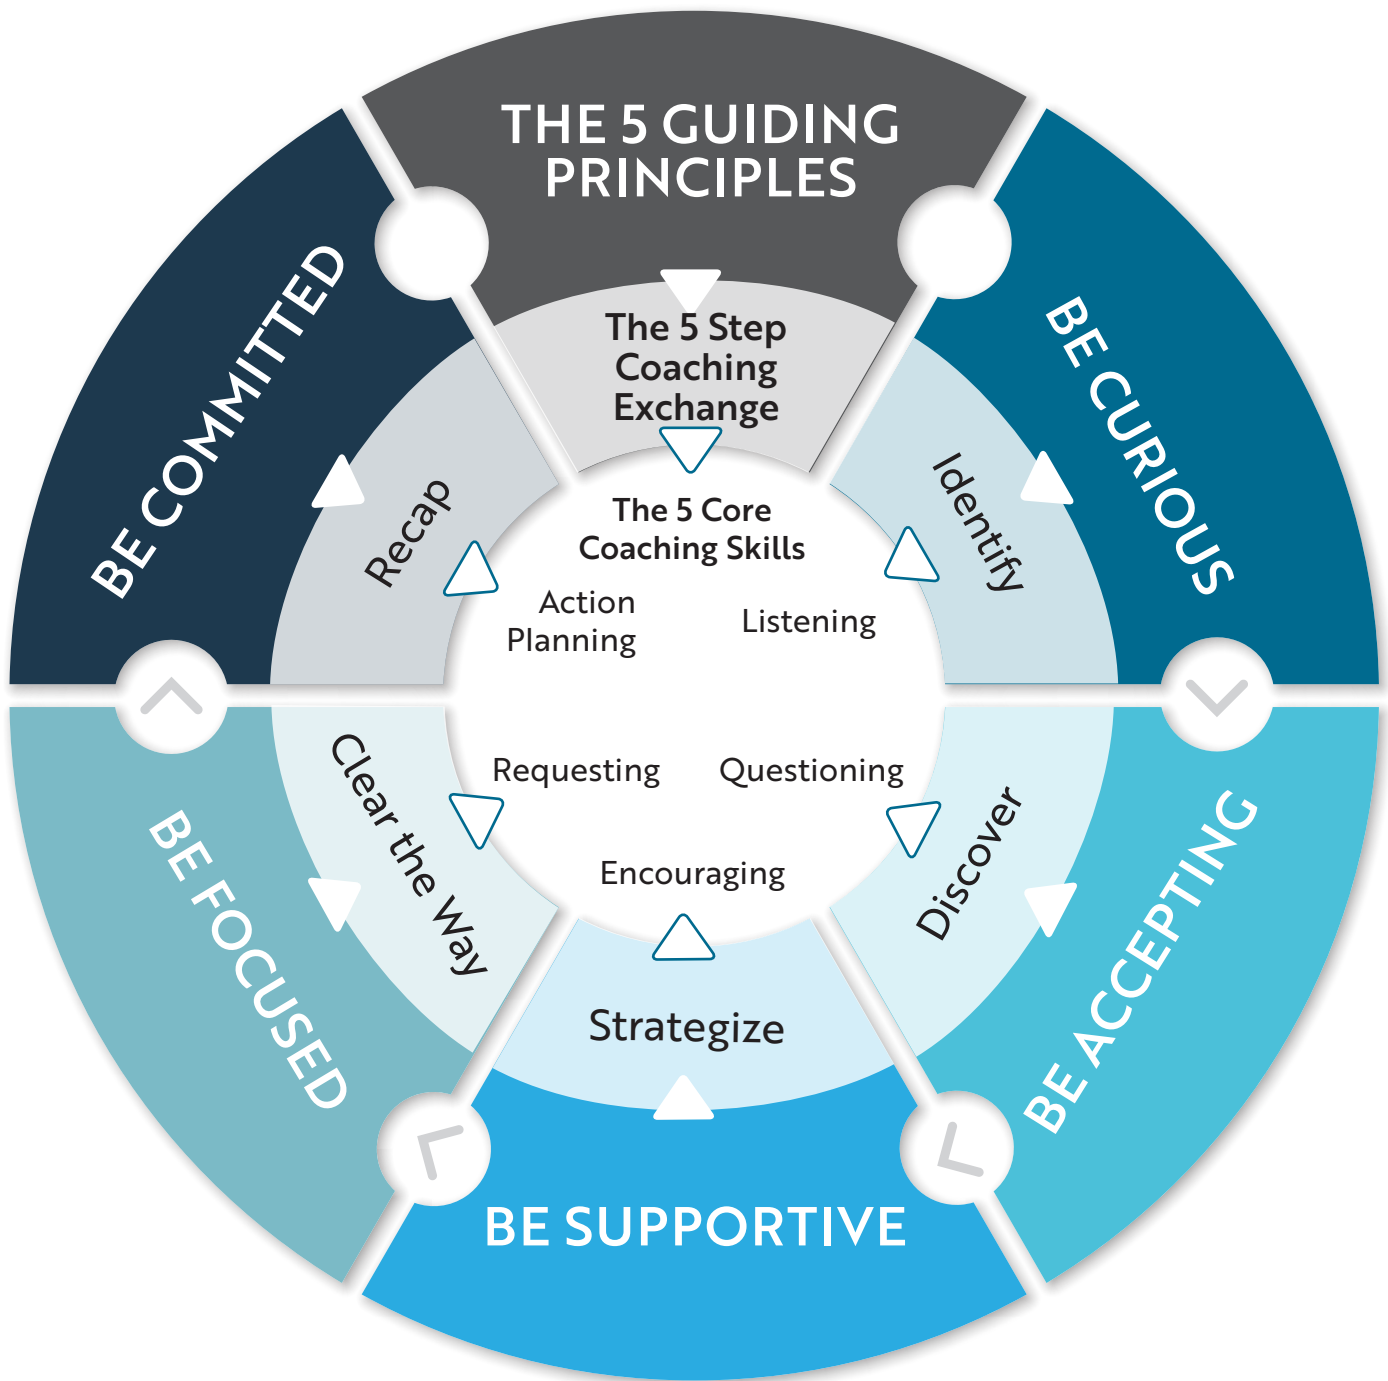 THE 5 GUIDING
PRINCIPLES
The 5 Step
Coaching
Exchange
The 5 Core
Coaching Skills
BE CURIOUS
Identify
Listening
BE ACCEPTING
Discover
Questioning
BE SUPPORTIVE
Strategize
Encouraging
BE FOCUSED
Clear the Way
Requesting
BE COMMITTED
Recap
Action
Planning